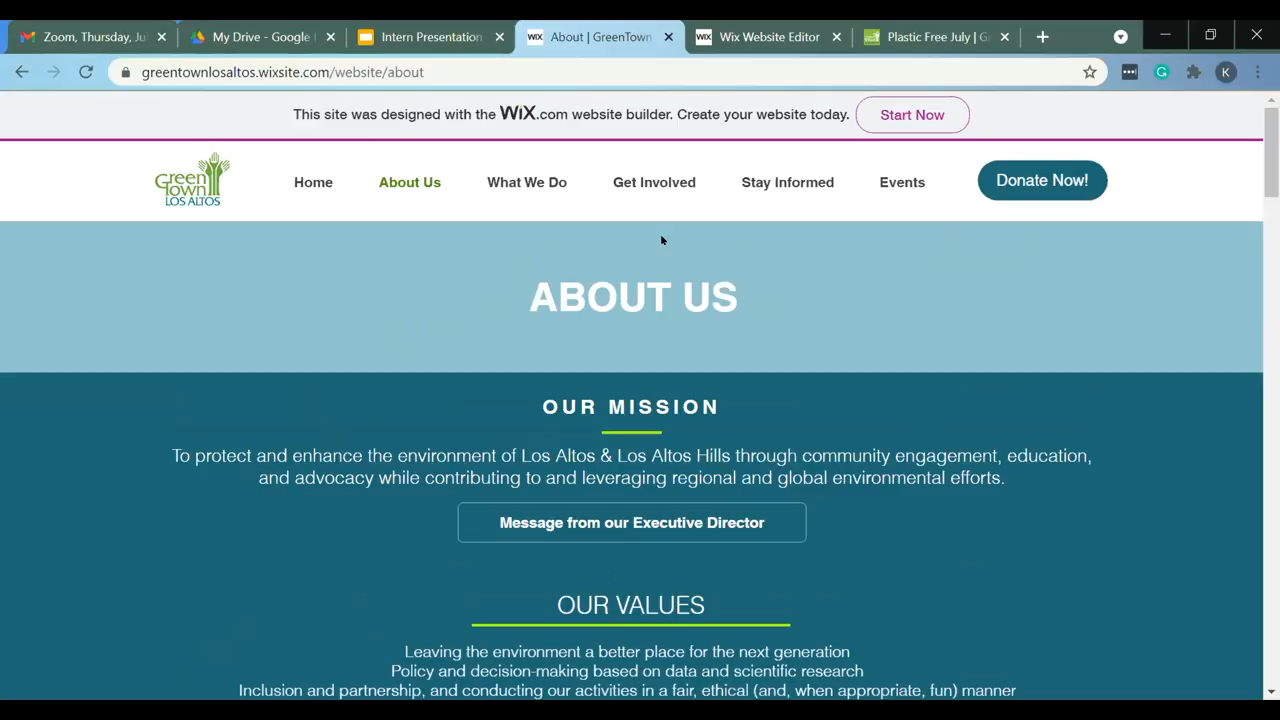 Zoom, Thursday, Ju
My Drive - Google
Intern Presentation
WiX About | GreenTown
WiX Wix Website Editor
Plastic Free July | G
greentownlosaltos.wixsite.com/website/about
K
This site was designed with the WiX.com website builder. Create your website today.
Start Now
Green Town LOS ALTOS
Home
About Us
What We Do
Get Involved
Stay Informed
Events
Donate Now!
ABOUT US
OUR MISSION
To protect and enhance the environment of Los Altos & Los Altos Hills through community engagement, education,
and advocacy while contributing to and leveraging regional and global environmental efforts.
Message from our Executive Director
OUR VALUES
Leaving the environment a better place for the next generation
Policy and decision-making based on data and scientific research
Inclusion and partnership, and conducting our activities in a fair, ethical (and, when appropriate, fun) manner